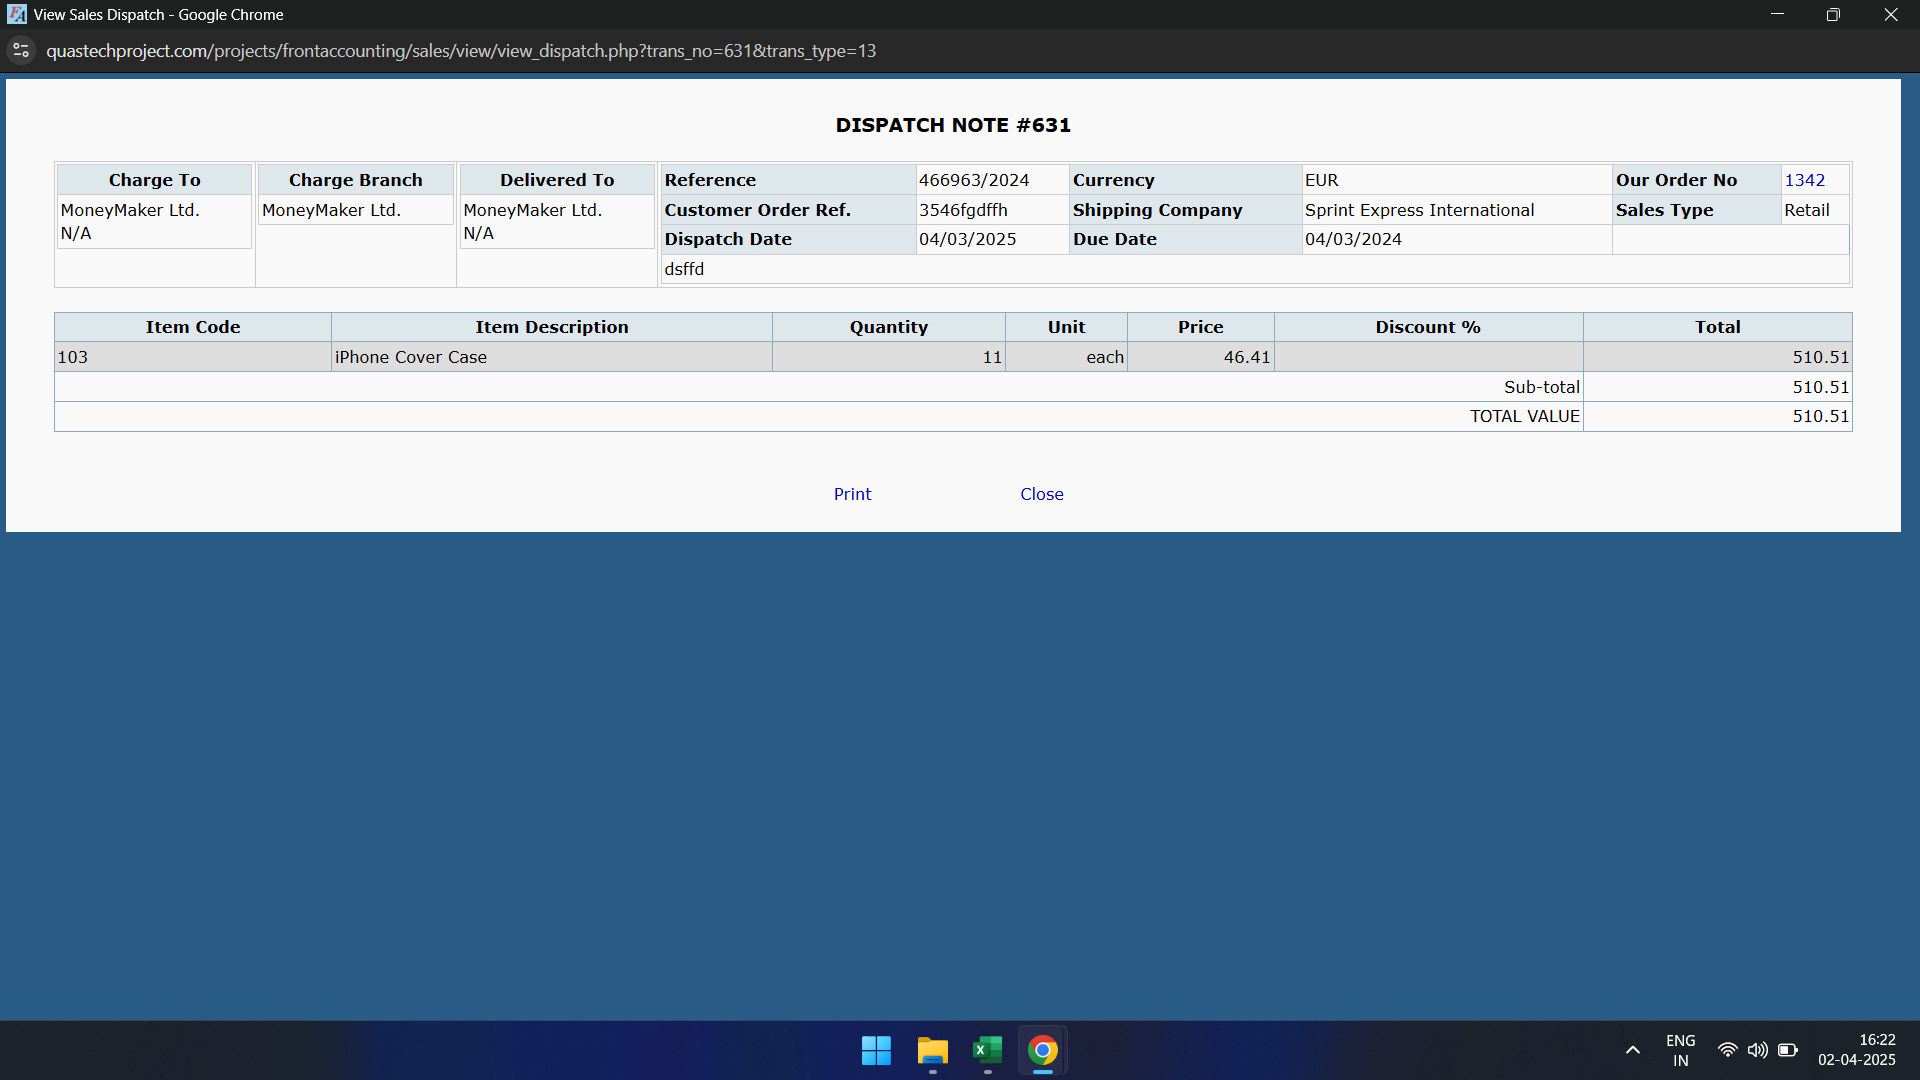 View Sales Dispatch - Google Chrome
quastechproject.com/projects/frontaccounting/sales/view/view_dispatch.php?trans_no=631&trans_type=13
DISPATCH NOTE #631
Charge To Charge Branch Delivered To Reference 466963/2024 Currency EUR Our Order No 1342
MoneyMaker Ltd. MoneyMaker Ltd. MoneyMaker Ltd. Customer Order Ref. 3546fgdffh Shipping Company Sprint Express International Sales Type Retail
N/A N/A Dispatch Date 04/03/2025 Due Date 04/03/2024
dsffd
Item Code Item Description Quantity Unit Price Discount % Total
103 iPhone Cover Case 11 each 46.41 510.51
Sub-total 510.51
TOTAL VALUE 510.51
Print Close
ENG 16:22
IN 02-04-2025